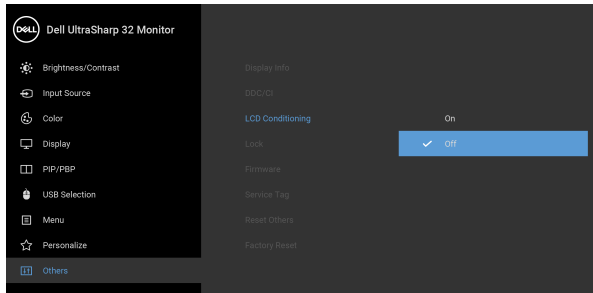 DELL Dell UltraSharp 32 Monitor
Brightness/Contrast
Display Info
Input Source
DDC/CI
Color
LCD Conditioning
On
Display
Lock
Off
PIP/PBP
Firmware
USB Selection
Service Tag
Menu
Reset Others
Personalize
Factory Reset
Others